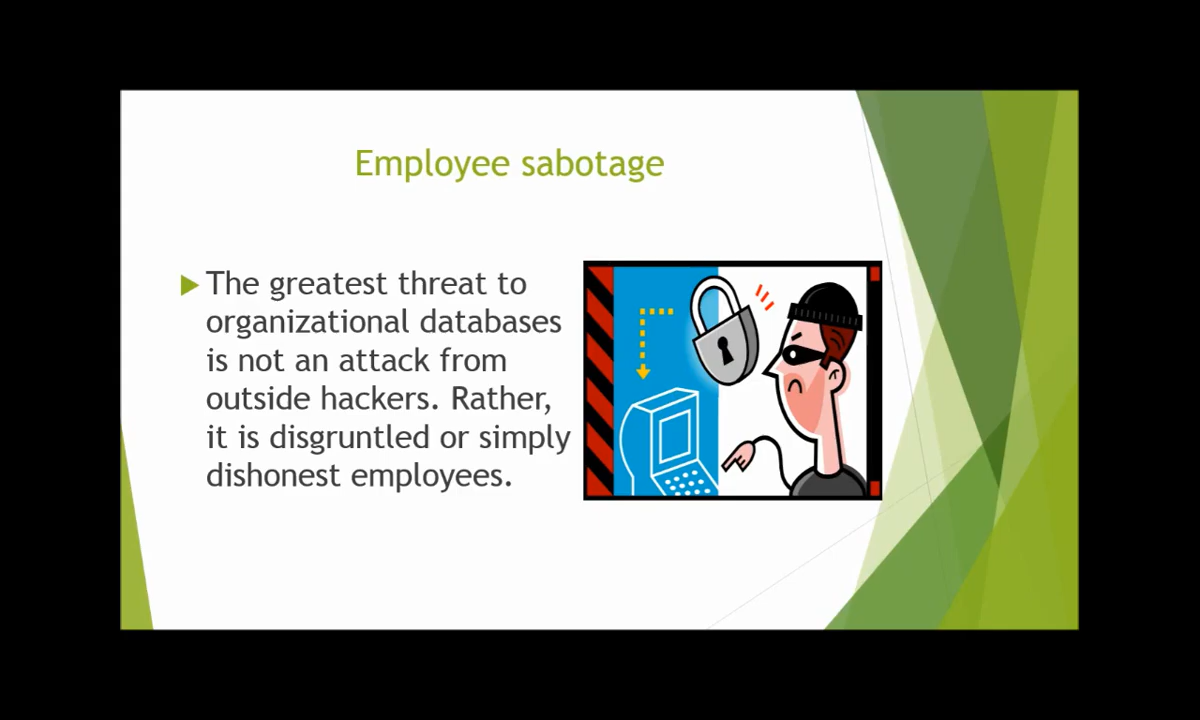 Employee sabotage
The greatest threat to
organizational databases
is not an attack from
outside hackers. Rather,
it is disgruntled or simply
dishonest employees.